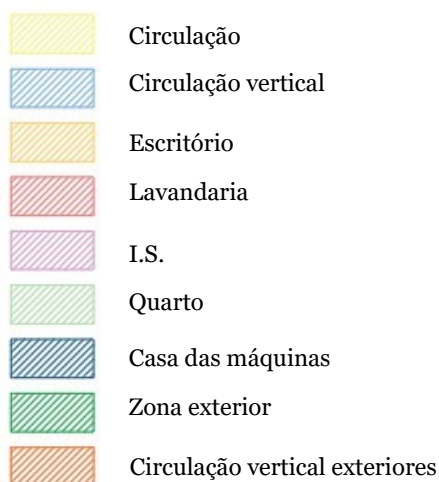 Circulação
Circulação vertical
Escritório
Lavandaria
I.S.
Quarto
Casa das máquinas
Zona exterior
Circulação vertical exteriores